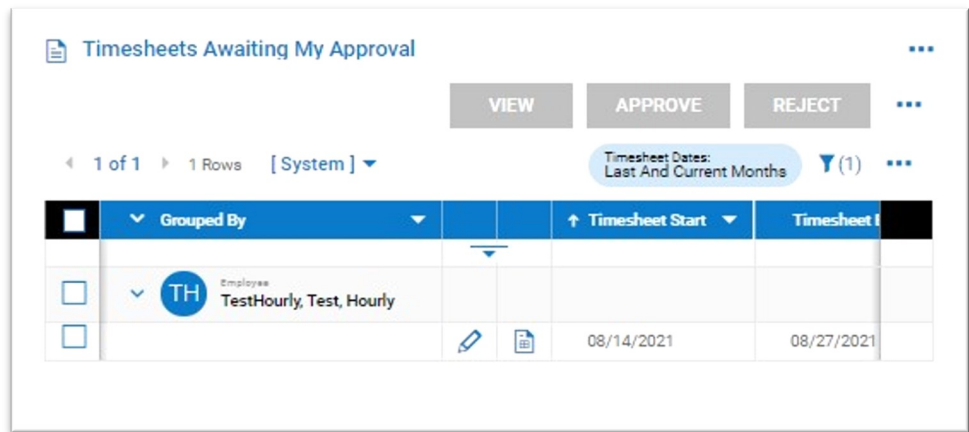 Timesheets Awaiting My Approval
VIEW APPROVE REJECT
1 of 1 1 Rows [ System ] Timesheet Dates: (1)
Last And Current Months
Grouped By Timesheet Start Timesheet
Employee
TH TestHourly, Test, Hourly
08/14/2021 08/27/2021